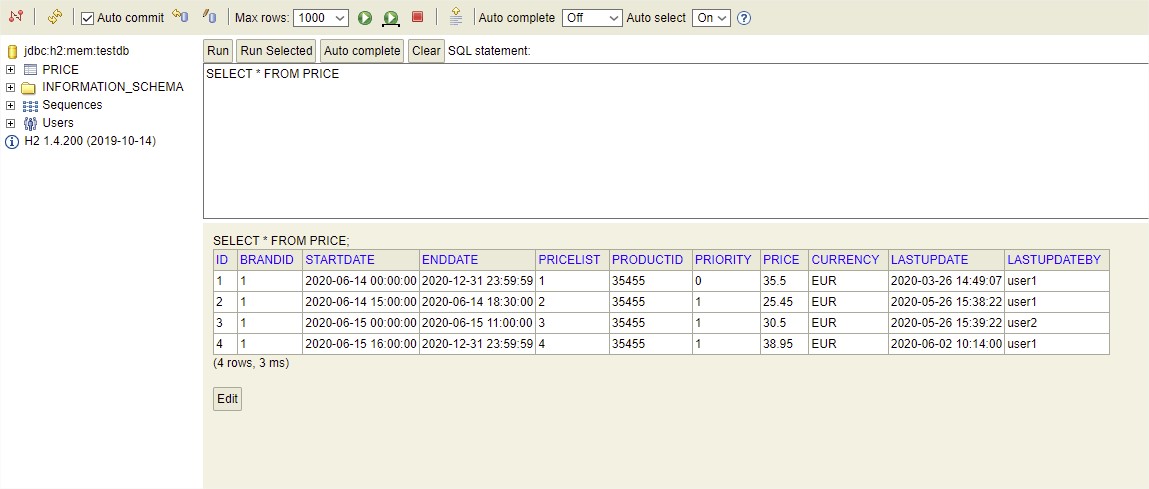 Auto commit Max rows: 1000 Auto complete Off Auto select On ?
jdbc:h2:mem:testdb
PRICE
INFORMATION_SCHEMA
Sequences
Users
H2 1.4.200 (2019-10-14)
Run Run Selected Auto complete Clear SQL statement:
SELECT * FROM PRICE
SELECT * FROM PRICE;
ID BRANDID STARTDATE ENDDATE PRICELIST PRODUCTID PRIORITY PRICE CURRENCY LASTUPDATE LASTUPDATEBY
1 1 2020-06-14 00:00:00 2020-12-31 23:59:59 1 35455 0 35.5 EUR 2020-03-26 14:49:07 user1
2 1 2020-06-14 15:00:00 2020-06-14 18:30:00 2 35455 1 25.45 EUR 2020-05-26 15:38:22 user1
3 1 2020-06-15 00:00:00 2020-06-15 11:00:00 3 35455 1 30.5 EUR 2020-05-26 15:39:22 user2
4 1 2020-06-15 16:00:00 2020-12-31 23:59:59 4 35455 1 38.95 EUR 2020-06-02 10:14:00 user1
(4 rows, 3 ms)
Edit